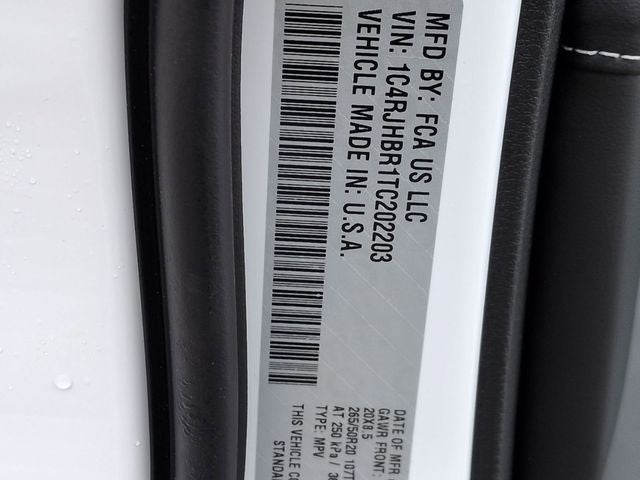 MFD BY: FCA US LLC
VIN: 1C4RJHBR1TC202203
VEHICLE MADE IN: U.S.A.
DATE OF MFR
GAWR FRONT:
20X8.5
265/50R20 107T
AT 250 kPa /
TYPE: MPV
THIS VEHICLE
STANDA